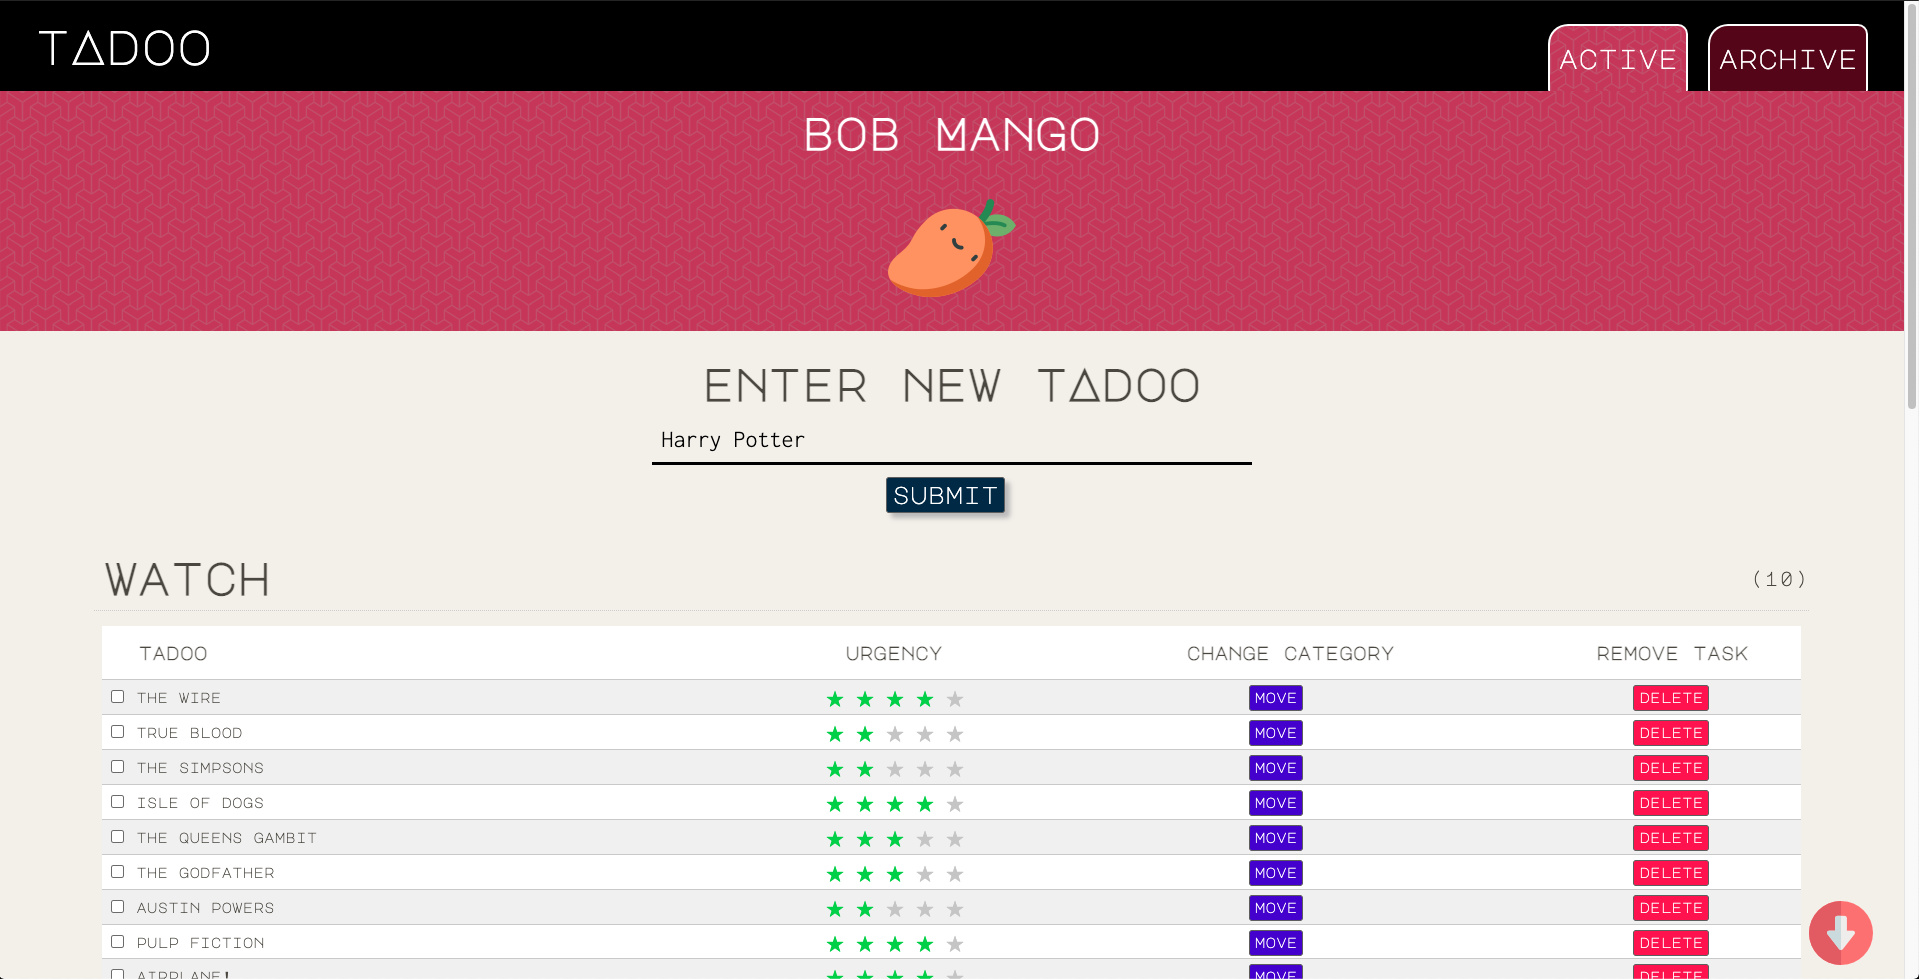 TADOO
ACTIVE ARCHIVE
BOB MANGO
ENTER NEW TADOO
Harry Potter
SUBMIT
WATCH (10)
TADOO URGENCY CHANGE CATEGORY REMOVE TASK
THE WIRE MOVE DELETE
TRUE BLOOD MOVE DELETE
THE SIMPSONS MOVE DELETE
ISLE OF DOGS MOVE DELETE
THE QUEENS GAMBIT MOVE DELETE
THE GODFATHER MOVE DELETE
AUSTIN POWERS MOVE DELETE
PULP FICTION MOVE DELETE
AIRPLANE! MOVE DELETE